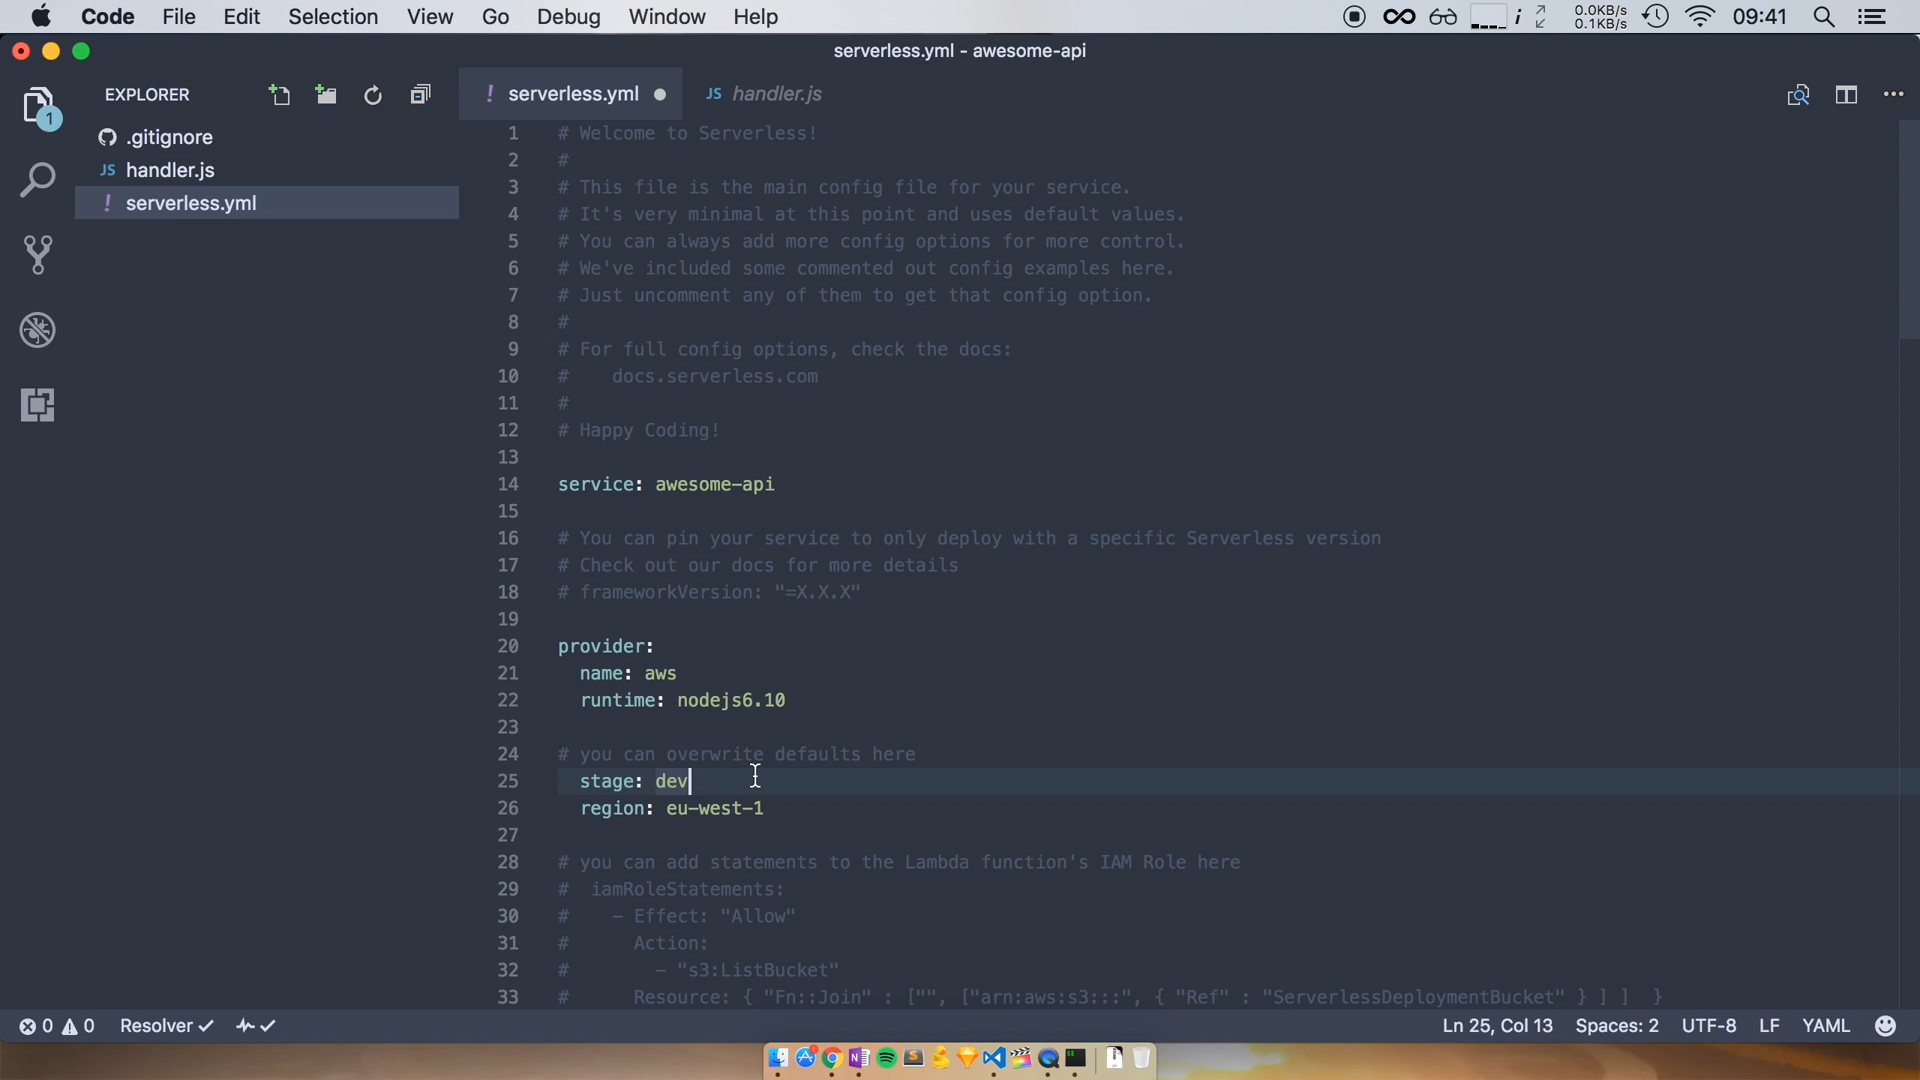 Code File Edit Selection View Go Debug Window Help
0.0KB/s
0.1KB/s
09:41
serverless.yml - awesome-api
EXPLORER
! serverless.yml
JS handler.js
1
.gitignore
JS handler.js
! serverless.yml
1 # Welcome to Serverless!
2 #
3 # This file is the main config file for your service.
4 # It's very minimal at this point and uses default values.
5 # You can always add more config options for more control.
6 # We've included some commented out config examples here.
7 # Just uncomment any of them to get that config option.
8 #
9 # For full config options, check the docs:
10 #    docs.serverless.com
11 #
12 # Happy Coding!
13
14 service: awesome-api
15
16 # You can pin your service to only deploy with a specific Serverless version
17 # Check out our docs for more details
18 # frameworkVersion: "=X.X.X"
19
20 provider:
21   name: aws
22   runtime: nodejs6.10
23
24 # you can overwrite defaults here
25   stage: dev
26   region: eu-west-1
27
28 # you can add statements to the Lambda function's IAM Role here
29 #  iamRoleStatements:
30 #    - Effect: "Allow"
31 #      Action:
32 #        - "s3:ListBucket"
33 #      Resource: { "Fn::Join" : ["", ["arn:aws:s3:::", { "Ref" : "ServerlessDeploymentBucket" } ] ]  }
0 0 Resolver Ln 25, Col 13 Spaces: 2 UTF-8 LF YAML